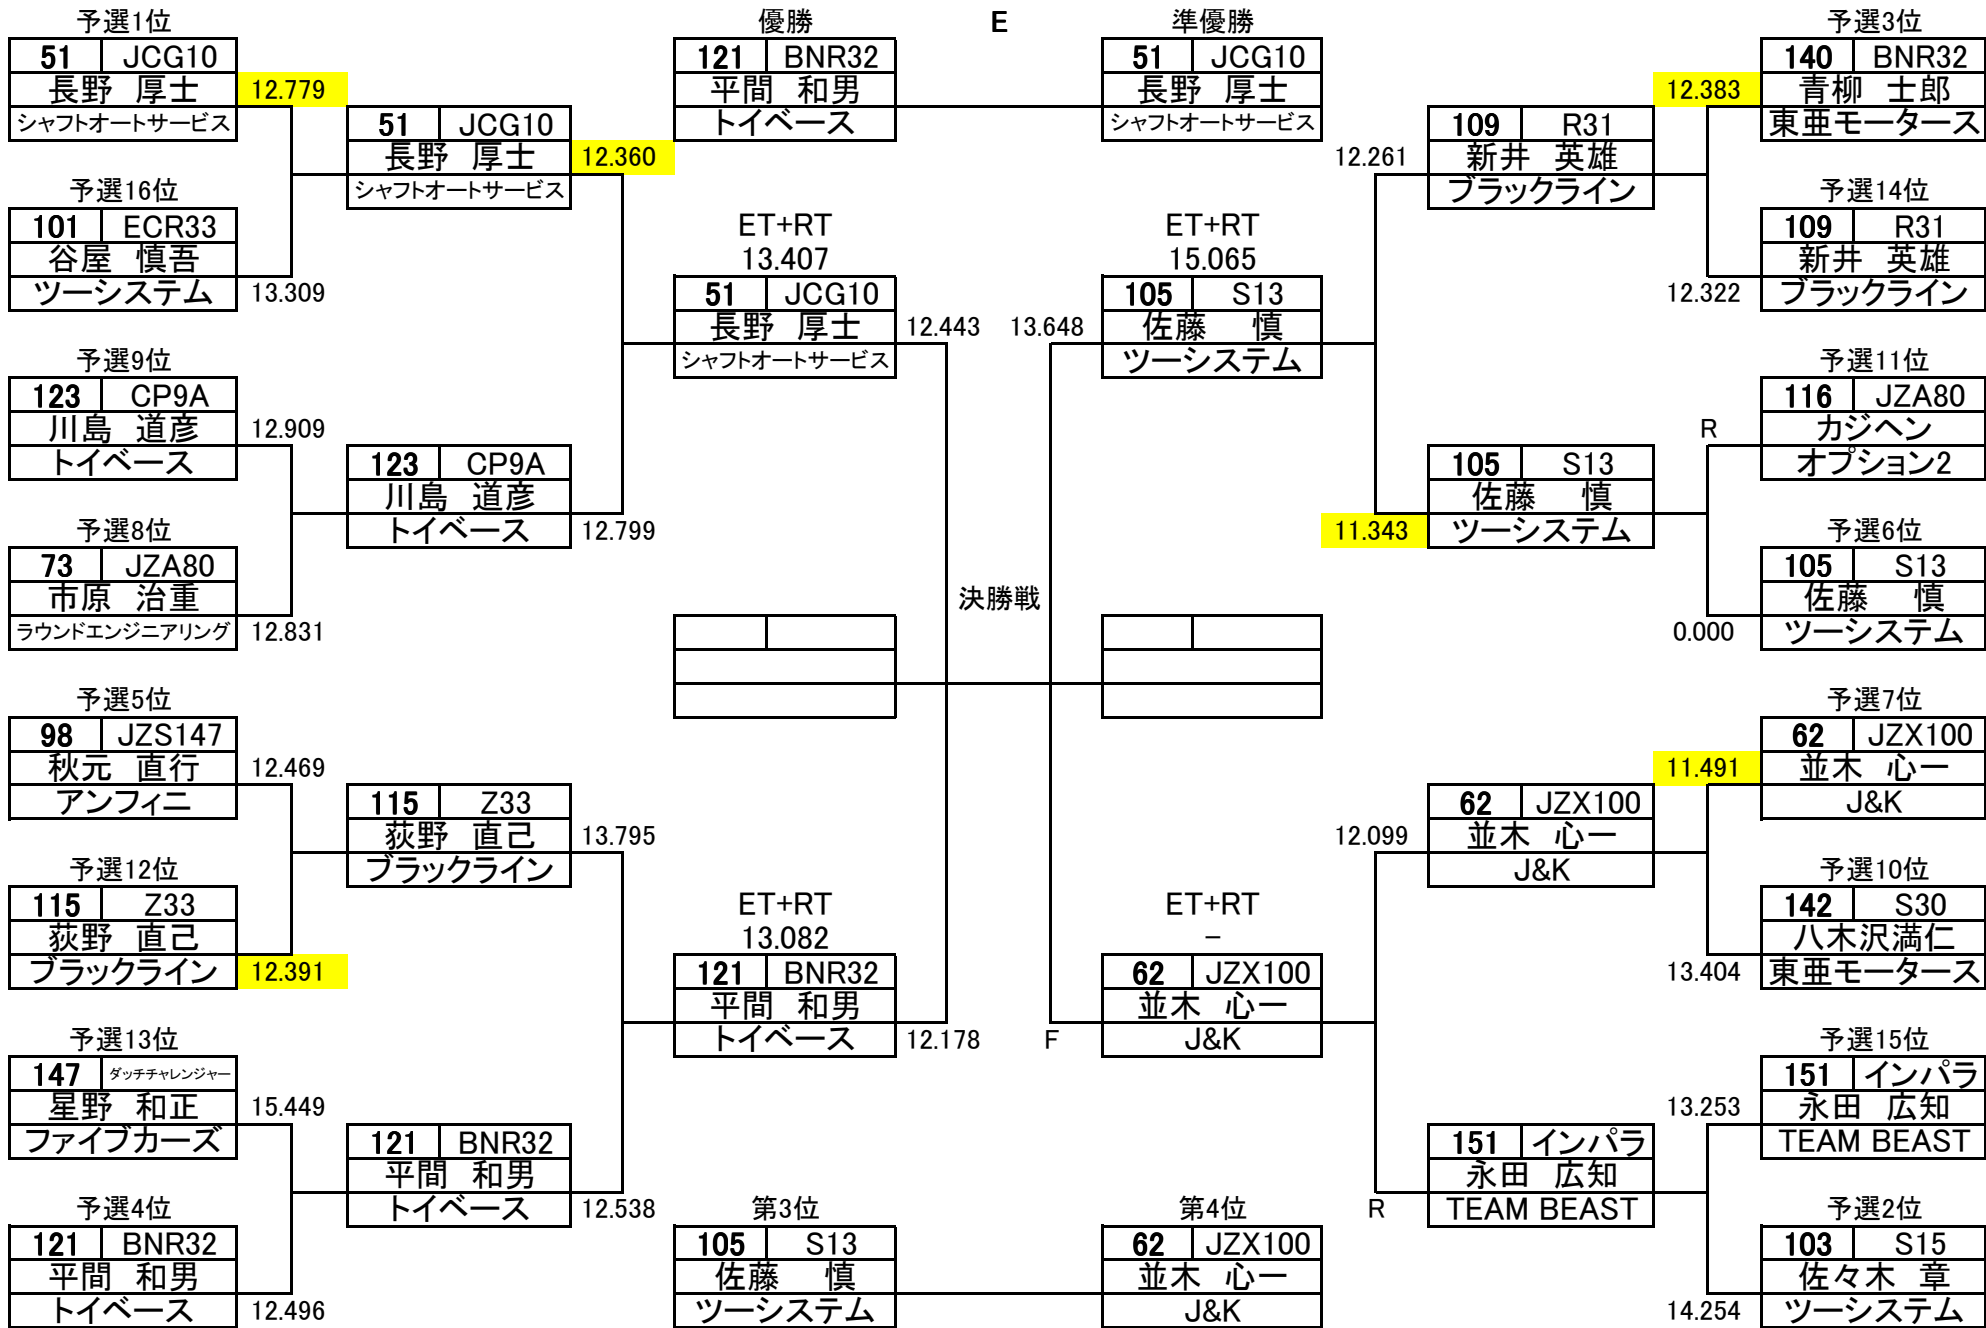 予選1位
51 JCG10
長野 厚士
シャフトオートサービス
12.779
予選16位
101 ECR33
谷屋 慎吾
ツーシステム
13.309
予選9位
123 CP9A
川島 道彦
トイベース
12.909
予選8位
73 JZA80
市原 治重
ラウンドエンジニアリング
12.831
予選5位
98 JZS147
秋元 直行
アンフィニ
12.469
予選12位
115 Z33
荻野 直己
ブラックライン
12.391
予選13位
147 ダッチチャレンジャー
星野 和正
ファイブカーズ
15.449
予選4位
121 BNR32
平間 和男
トイベース
12.496
51 JCG10
長野 厚士
シャフトオートサービス
12.360
123 CP9A
川島 道彦
トイベース
12.799
115 Z33
荻野 直己
ブラックライン
13.795
121 BNR32
平間 和男
トイベース
12.538
優勝
121 BNR32
平間 和男
トイベース
ET+RT
13.407
51 JCG10
長野 厚士
シャフトオートサービス
12.443
ET+RT
13.082
121 BNR32
平間 和男
トイベース
12.178
第3位
105 S13
佐藤 慎
ツーシステム
E
決勝戦
準優勝
51 JCG10
長野 厚士
シャフトオートサービス
ET+RT
15.065
13.648
105 S13
佐藤 慎
ツーシステム
ET+RT
-
62 JZX100
並木 心一
J&K
F
第4位
62 JZX100
並木 心一
J&K
12.261
109 R31
新井 英雄
ブラックライン
105 S13
佐藤 慎
ツーシステム
11.343
12.099
62 JZX100
並木 心一
J&K
151 インパラ
永田 広知
TEAM BEAST
R
予選3位
140 BNR32
12.383
青柳 士郎
東亜モータース
予選14位
109 R31
新井 英雄
ブラックライン
12.322
予選11位
116 JZA80
カジヘン
オプション2
R
予選6位
105 S13
佐藤 慎
ツーシステム
0.000
予選7位
62 JZX100
11.491
並木 心一
J&K
予選10位
142 S30
八木沢満仁
東亜モータース
13.404
予選15位
151 インパラ
13.253
永田 広知
TEAM BEAST
予選2位
103 S15
佐々木 章
ツーシステム
14.254